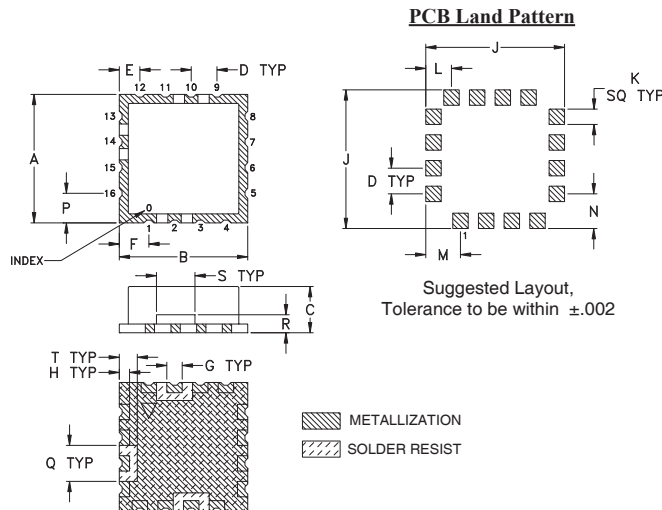 PCB Land Pattern
E
D TYP
12 11 10 9
13
14
15
16
8
7
6
5
A
P
0
1 2 3 4
F
INDEX
B
S TYP
C
R
T TYP
H TYP
G TYP
Q TYP
J
L
K
SQ TYP
J
D TYP
N
1
M
Suggested Layout,
Tolerance to be within ±.002
METALLIZATION
SOLDER RESIST